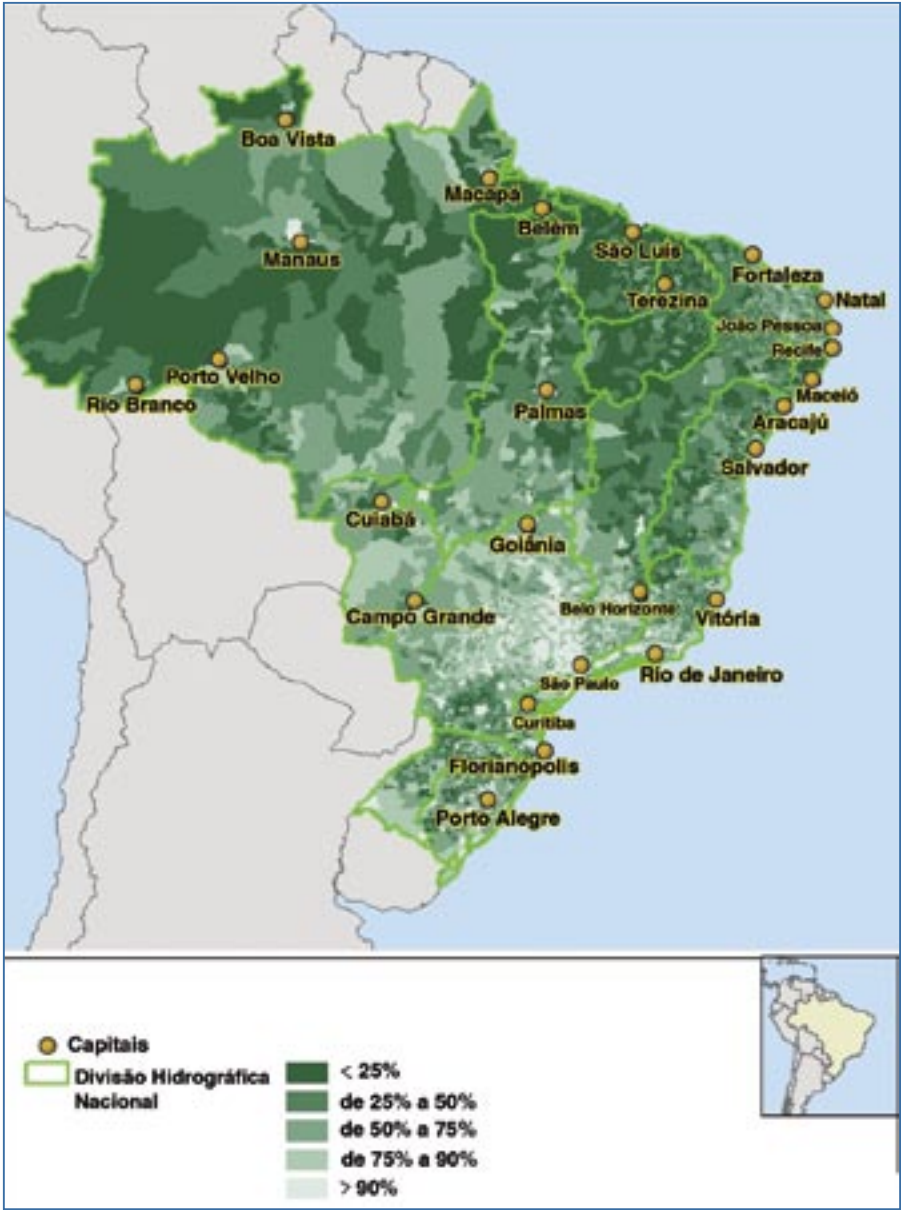 Boa Vista
Macapá
Belém
São Luís
Manaus
Fortaleza
Terezina
Natal
João Pessoa
Recife
Porto Velho
Maceió
Rio Branco
Palmas
Aracajú
Salvador
Cuiabá
Goiânia
Belo Horizonte
Campo Grande
Vitória
Rio de Janeiro
São Paulo
Curitiba
Florianópolis
Porto Alegre
Capitais
Divisão Hidrográfica
Nacional
< 25%
de 25% a 50%
de 50% a 75%
de 75% a 90%
> 90%